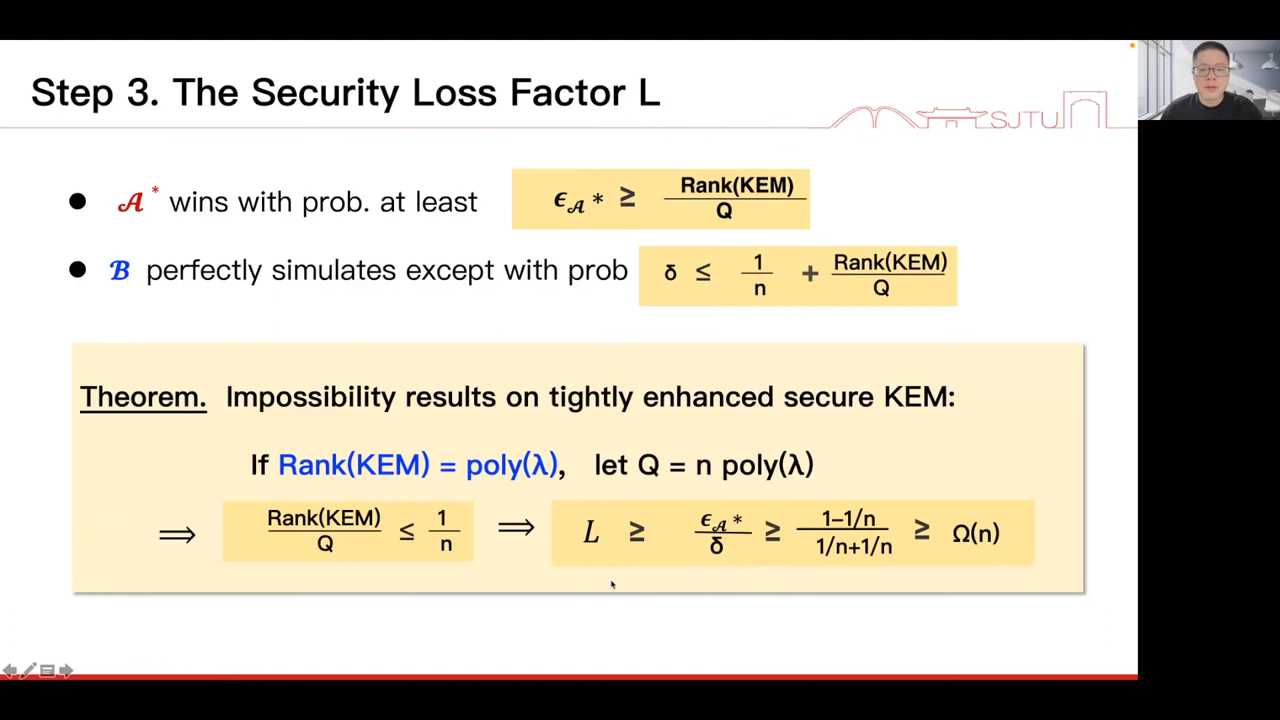 Step 3. The Security Loss Factor L
SJTU
● 𝓐* wins with prob. at least ϵ𝓐* ≥ Rank(KEM)/Q
● 𝓑 perfectly simulates except with prob δ ≤ 1/n + Rank(KEM)/Q
Theorem. Impossibility results on tightly enhanced secure KEM:
If Rank(KEM) = poly(λ), let Q = n poly(λ)
⟹ Rank(KEM)/Q ≤ 1/n ⟹ L ≥ ϵ𝓐*/δ ≥ 1−1/n / 1/n+1/n ≥ Ω(n)